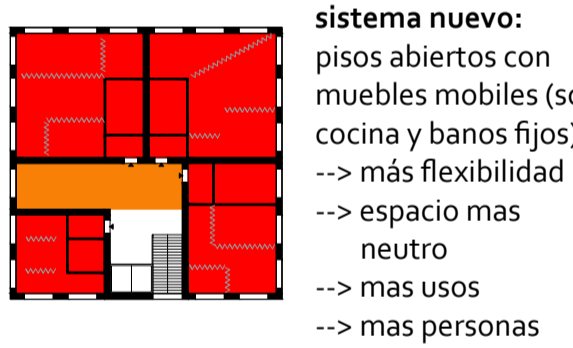 sistema nuevo:
pisos abiertos con
muebles mobiles (so
cocina y banos fijos)
--> más flexibilidad
--> espacio mas
neutro
--> mas usos
--> mas personas